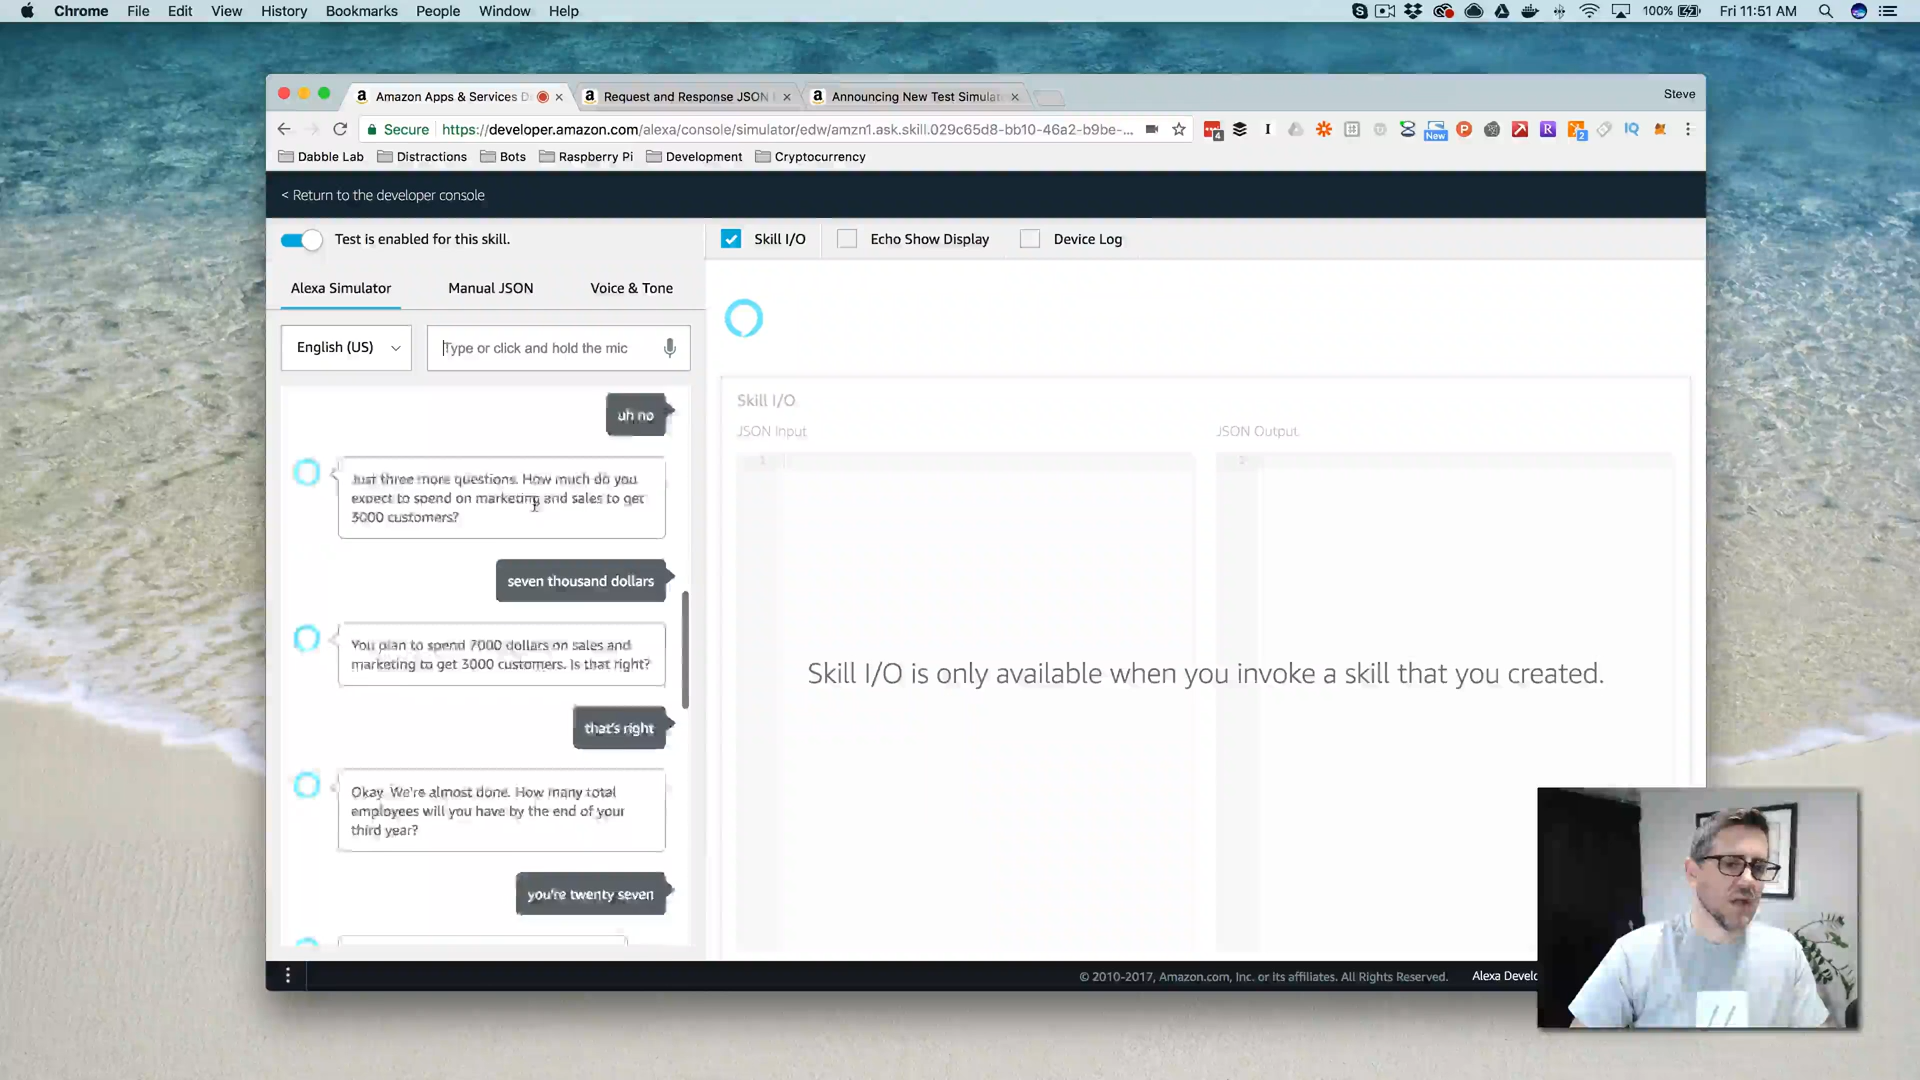 Chrome File Edit View History Bookmarks People Window Help
100% Fri 11:51 AM
Amazon Apps & Services D
Request and Response JSON I
Announcing New Test Simulat
Steve
Secure https://developer.amazon.com/alexa/console/simulator/edw/amzn1.ask.skill.029c65d8-bb10-46a2-b9be-...
Dabble Lab Distractions Bots Raspberry Pi Development Cryptocurrency
< Return to the developer console
Test is enabled for this skill.
Skill I/O Echo Show Display Device Log
Alexa Simulator Manual JSON Voice & Tone
English (US)
Type or click and hold the mic
uh no
Just three more questions. How much do you
expect to spend on marketing and sales to get
3000 customers?
seven thousand dollars
You plan to spend 7000 dollars on sales and
marketing to get 3000 customers. Is that right?
that's right
Okay. We're almost done. How many total
employees will you have by the end of your
third year?
you're twenty seven
Skill I/O
JSON Input
JSON Output
1
Skill I/O is only available when you invoke a skill that you created.
© 2010-2017, Amazon.com, Inc. or its affiliates. All Rights Reserved.
Alexa Develo